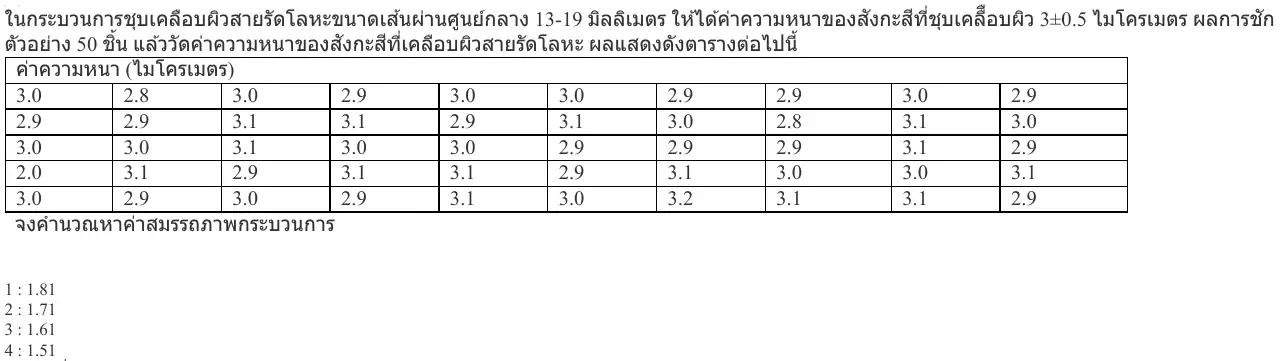 ในกระบวนการชุบเคลือบผิวสายรัดโลหะขนาดเส้นผ่านศูนย์กลาง 13-19 มิลลิเมตร ให้ได้ค่าความหนาของสังกะสีที่ชุบเคลือบผิว 3±0.5 ไมโครเมตร ผลการชัก
ตัวอย่าง 50 ชิ้น แล้ววัดค่าความหนาของสังกะสีที่เคลือบผิวสายรัดโลหะ ผลแสดงดังตารางต่อไปนี้
ค่าความหนา (ไมโครเมตร)
3.0 2.8 3.0 2.9 3.0 3.0 2.9 2.9 3.0 2.9
2.9 2.9 3.1 3.1 2.9 3.1 3.0 2.8 3.1 3.0
3.0 3.0 3.1 3.0 3.0 2.9 2.9 2.9 3.1 2.9
2.0 3.1 2.9 3.1 3.1 2.9 3.1 3.0 3.0 3.1
3.0 2.9 3.0 2.9 3.1 3.0 3.2 3.1 3.1 2.9
จงคำนวณหาค่าสมรรถภาพกระบวนการ
1 : 1.81
2 : 1.71
3 : 1.61
4 : 1.51